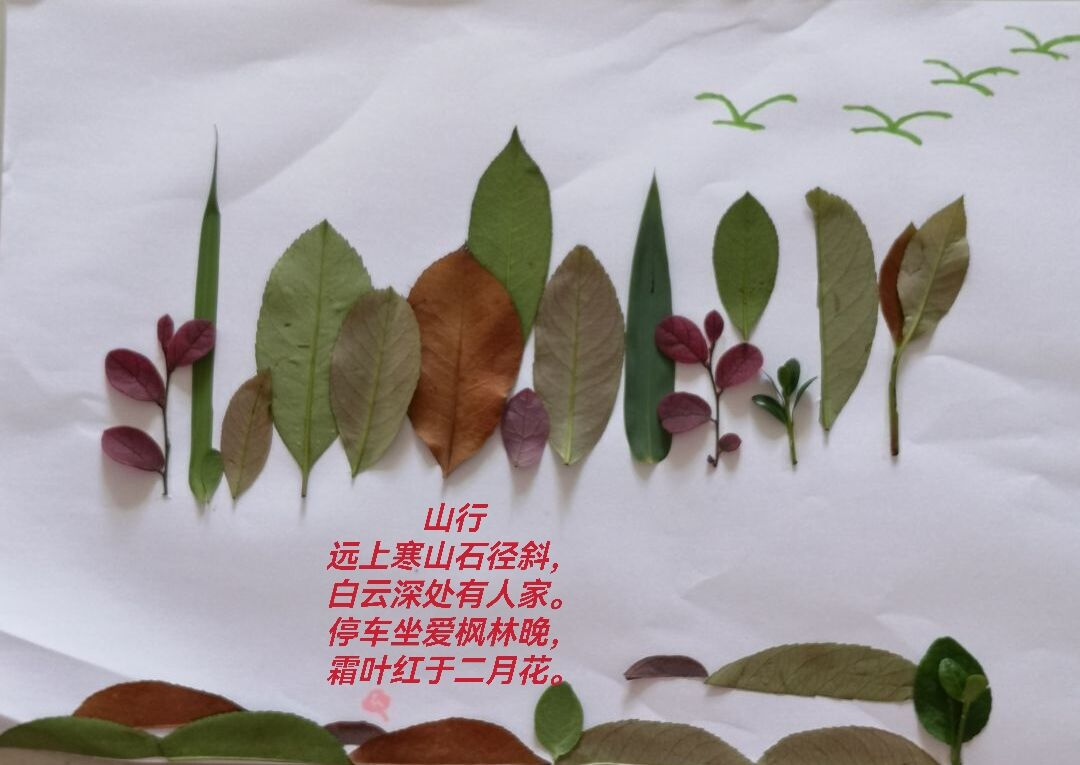 山行
远上寒山石径斜，
白云深处有人家。
停车坐爱枫林晚，
霜叶红于二月花。